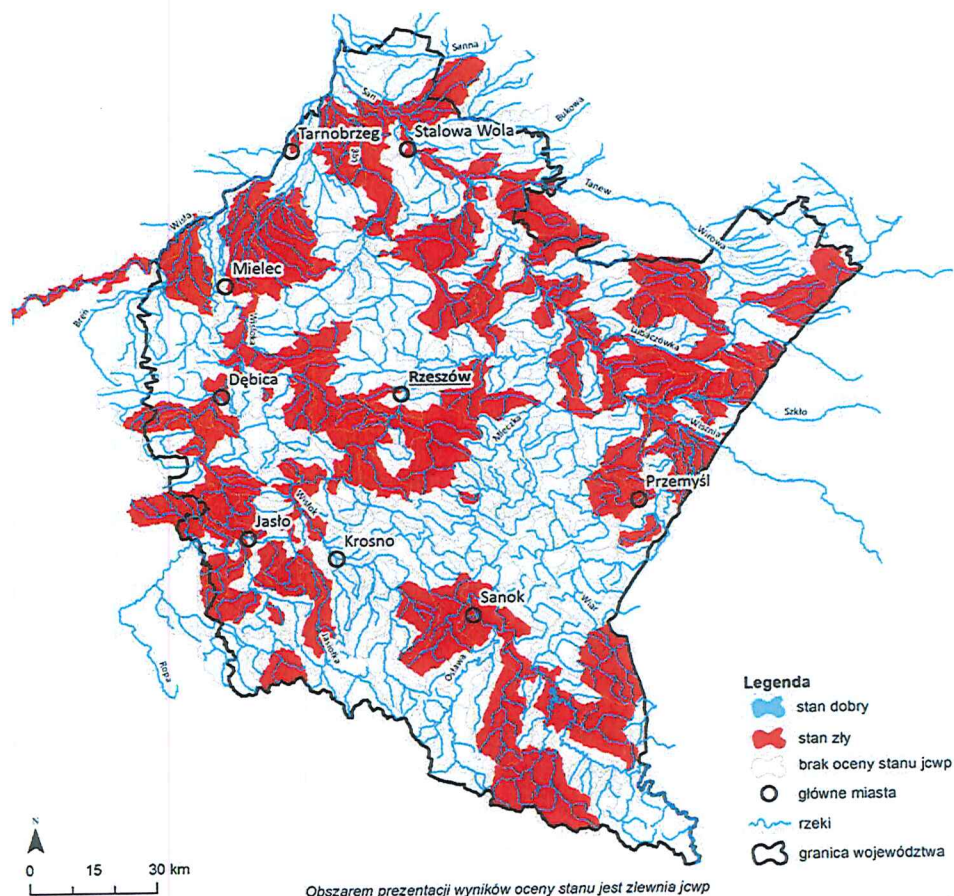 Sanna
San
Bukowa
Tarnobrzeg
Stalowa Wola
Łęg
Tanew
Wirowa
Wisła
Mielec
Breń
Wisłoka
Lubaczówka
Dębica
Rzeszów
Szkło
Mleczka
Wisznia
Przemyśl
Wisłok
Jasło
Krosno
Sanok
Wiar
Jasiołka
Osława
Ropa
Legenda
stan dobry
stan zły
brak oceny stanu jcwp
główne miasta
rzeki
granica województwa
N
0 15 30 km
Obszarem prezentacji wyników oceny stanu jest zlewnia jcwp